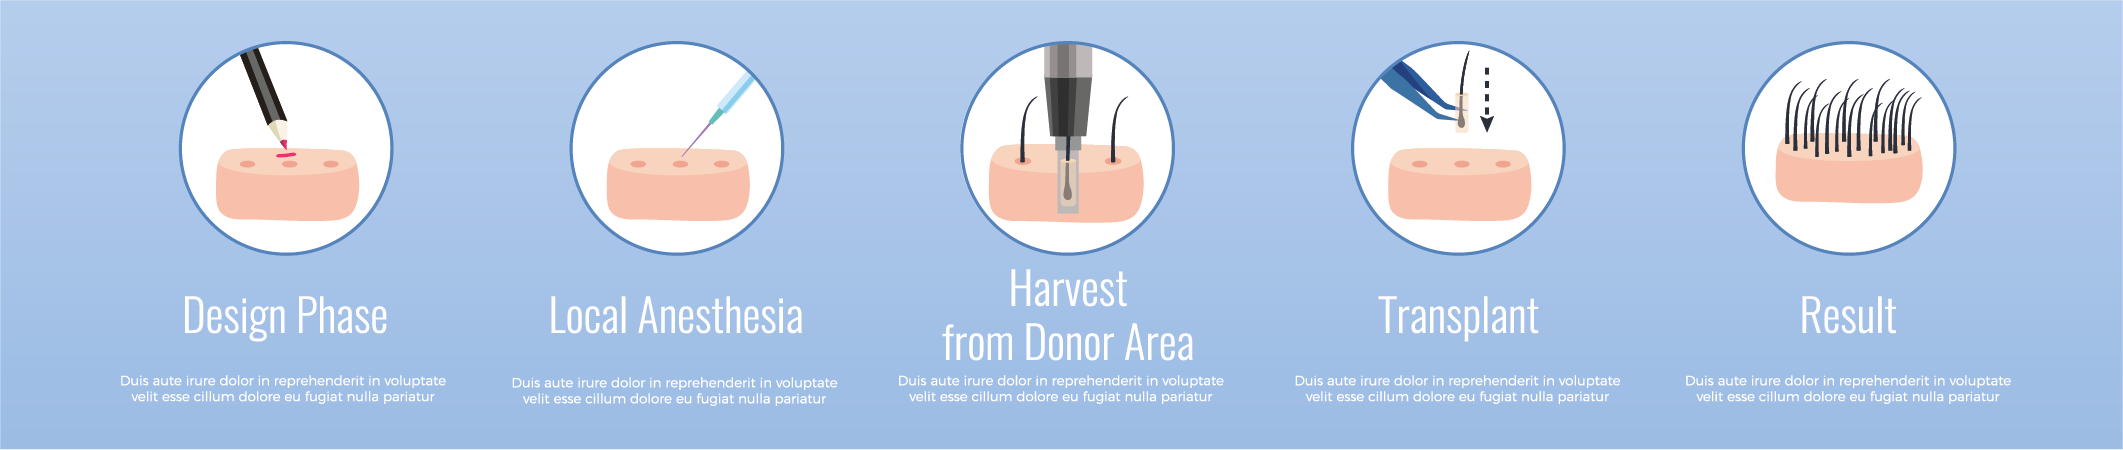 Design Phase
Duis aute irure dolor in reprehenderit in voluptate
velit esse cillum dolore eu fugiat nulla pariatur
Local Anesthesia
Duis aute irure dolor in reprehenderit in voluptate
velit esse cillum dolore eu fugiat nulla pariatur
Harvest
from Donor Area
Duis aute irure dolor in reprehenderit in voluptate
velit esse cillum dolore eu fugiat nulla pariatur
Transplant
Duis aute irure dolor in reprehenderit in voluptate
velit esse cillum dolore eu fugiat nulla pariatur
Result
Duis aute irure dolor in reprehenderit in voluptate
velit esse cillum dolore eu fugiat nulla pariatur